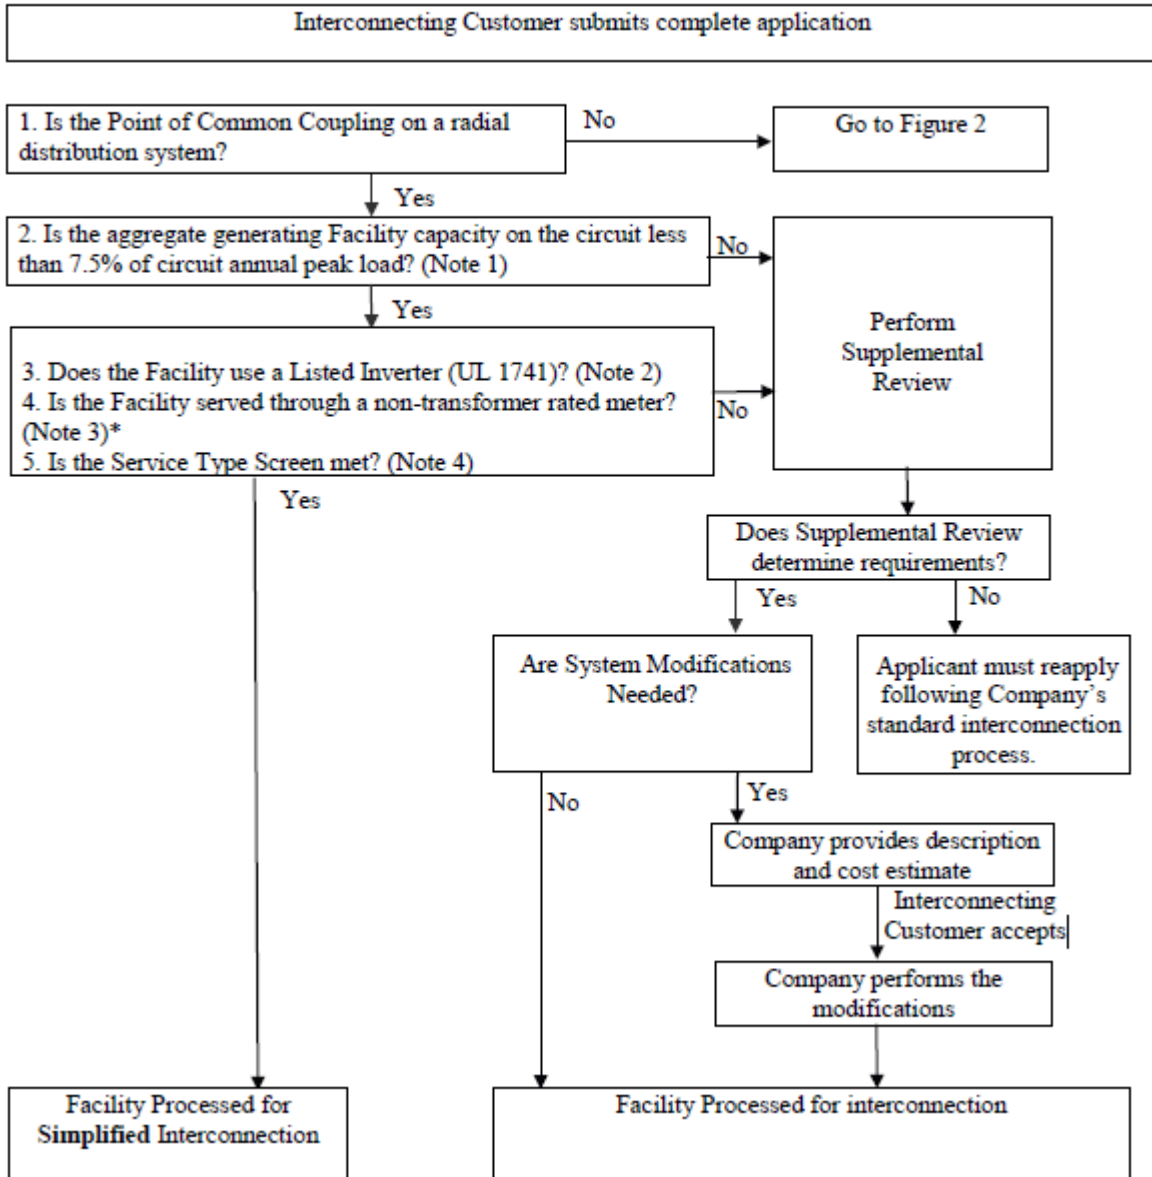 Interconnecting Customer submits complete application
1. Is the Point of Common Coupling on a radial
distribution system?
No
Go to Figure 2
Yes
2. Is the aggregate generating Facility capacity on the circuit less
than 7.5% of circuit annual peak load? (Note 1)
No
Yes
Perform
Supplemental
Review
3. Does the Facility use a Listed Inverter (UL 1741)? (Note 2)
4. Is the Facility served through a non-transformer rated meter?
(Note 3)*
5. Is the Service Type Screen met? (Note 4)
No
Yes
Does Supplemental Review
determine requirements?
Yes
No
Are System Modifications
Needed?
Applicant must reapply
following Company's
standard interconnection
process.
No
Yes
Company provides description
and cost estimate
Interconnecting
Customer accepts
Company performs the
modifications
Facility Processed for
Simplified Interconnection
Facility Processed for interconnection